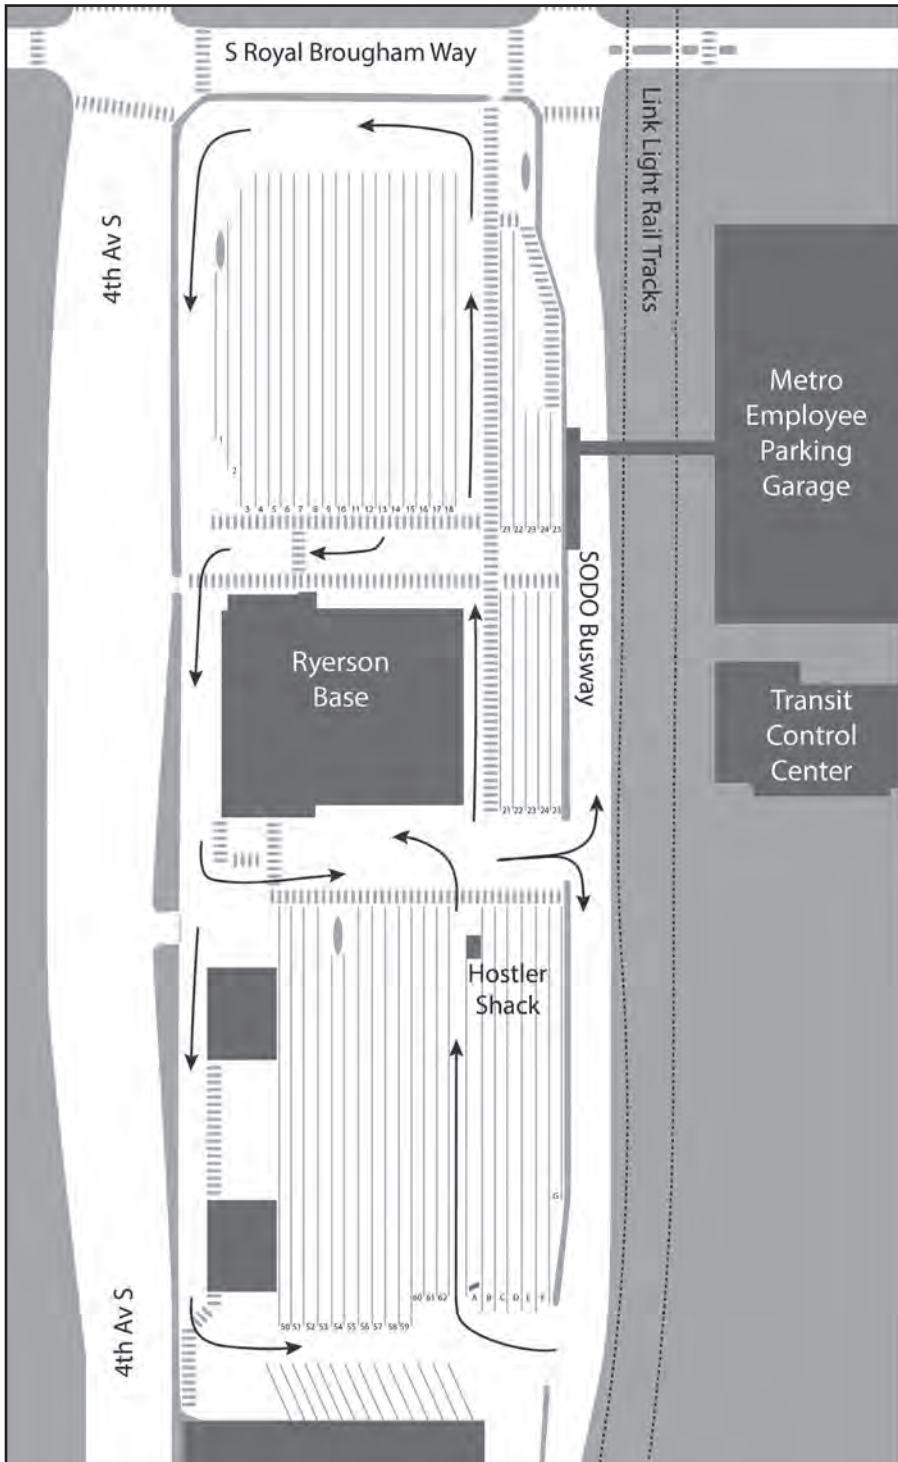 S Royal Brougham Way
Link Light Rail Tracks
4th Av S
Metro
Employee
Parking
Garage
1
2
3 4 5 6 7 8 9 10 11 12 13 14 15 16 17 18
21 22 23 24 25
SODO Busway
Ryerson
Base
Transit
Control
Center
21 22 23 24 25
Hostler
Shack
G
A B C D E F
60 61 62
50 51 52 53 54 55 56 57 58 59
4th Av S